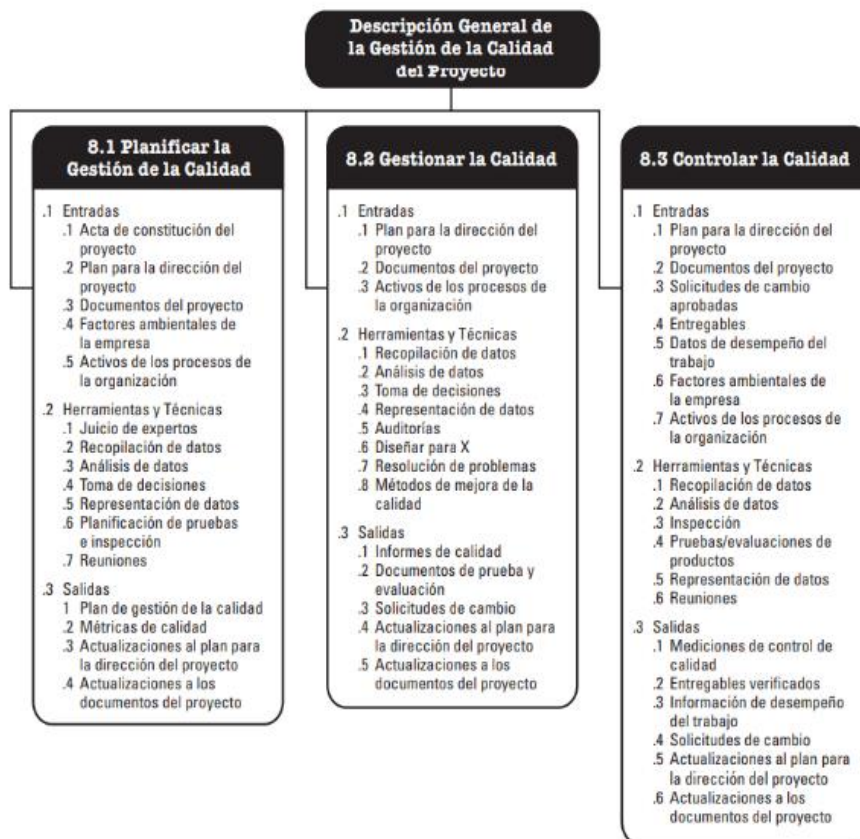 Descripción General de
la Gestión de la Calidad
del Proyecto
8.1 Planificar la
Gestión de la Calidad
.1 Entradas
.1 Acta de constitución del
proyecto
.2 Plan para la dirección del
proyecto
.3 Documentos del proyecto
.4 Factores ambientales de
la empresa
.5 Activos de los procesos de
la organización
.2 Herramientas y Técnicas
.1 Juicio de expertos
.2 Recopilación de datos
.3 Análisis de datos
.4 Toma de decisiones
.5 Representación de datos
.6 Planificación de pruebas
e inspección
.7 Reuniones
.3 Salidas
1 Plan de gestión de la calidad
.2 Métricas de calidad
.3 Actualizaciones al plan para
la dirección del proyecto
.4 Actualizaciones a los
documentos del proyecto
8.2 Gestionar la Calidad
.1 Entradas
.1 Plan para la dirección del
proyecto
.2 Documentos del proyecto
.3 Activos de los procesos de
la organización
.2 Herramientas y Técnicas
.1 Recopilación de datos
.2 Análisis de datos
.3 Toma de decisiones
.4 Representación de datos
.5 Auditorías
.6 Diseñar para X
.7 Resolución de problemas
.8 Métodos de mejora de la
calidad
.3 Salidas
.1 Informes de calidad
.2 Documentos de prueba y
evaluación
.3 Solicitudes de cambio
.4 Actualizaciones al plan para
la dirección del proyecto
.5 Actualizaciones a los
documentos del proyecto
8.3 Controlar la Calidad
.1 Entradas
.1 Plan para la dirección del
proyecto
.2 Documentos del proyecto
.3 Solicitudes de cambio
aprobadas
.4 Entregables
.5 Datos de desempeño del
trabajo
.6 Factores ambientales de
la empresa
.7 Activos de los procesos de
la organización
.2 Herramientas y Técnicas
.1 Recopilación de datos
.2 Análisis de datos
.3 Inspección
.4 Pruebas/evaluaciones de
productos
.5 Representación de datos
.6 Reuniones
.3 Salidas
.1 Mediciones de control de
calidad
.2 Entregables verificados
.3 Información de desempeño
del trabajo
.4 Solicitudes de cambio
.5 Actualizaciones al plan para
la dirección del proyecto
.6 Actualizaciones a los
documentos del proyecto